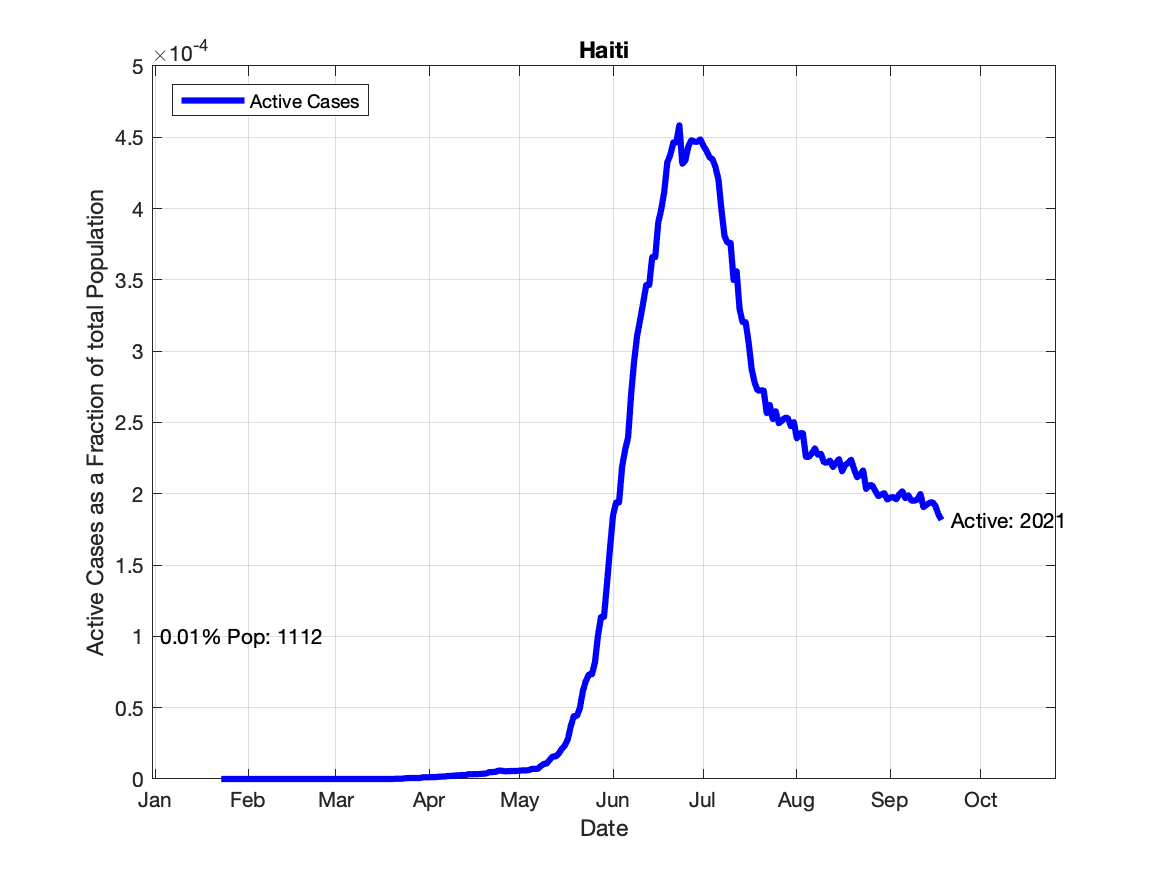 Haiti
×10-4
5
4.5
4
3.5
3
2.5
2
1.5
1
0.5
0
Active Cases as a Fraction of total Population
Active Cases
0.01% Pop: 1112
Active: 2021
Jan Feb Mar Apr May Jun Jul Aug Sep Oct
Date